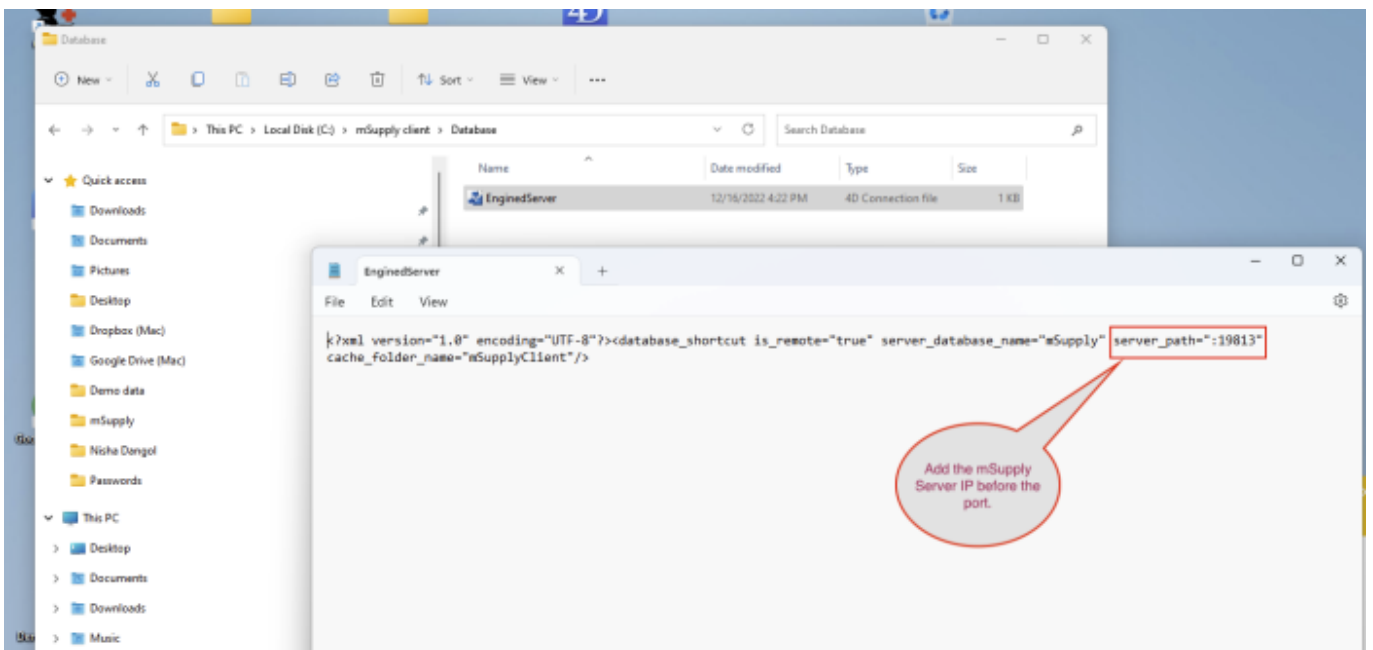 4D
Database
New
Sort
View
This PC > Local Disk (C:) > mSupply client > Database
Search Database
Name
Date modified
Type
Size
Quick access
EnginedServer
12/16/2022 4:22 PM
4D Connection file
1 KB
Downloads
Documents
Pictures
Desktop
Dropbox (Mac)
Google Drive (Mac)
Demo data
mSupply
Nisha Dangol
Passwords
This PC
Desktop
Documents
Downloads
Music
EnginedServer
File Edit View
<?xml version="1.0" encoding="UTF-8"?><database_shortcut is_remote="true" server_database_name="mSupply" server_path=":19813"
cache_folder_name="mSupplyClient"/>
Add the mSupply
Server IP before the
port.